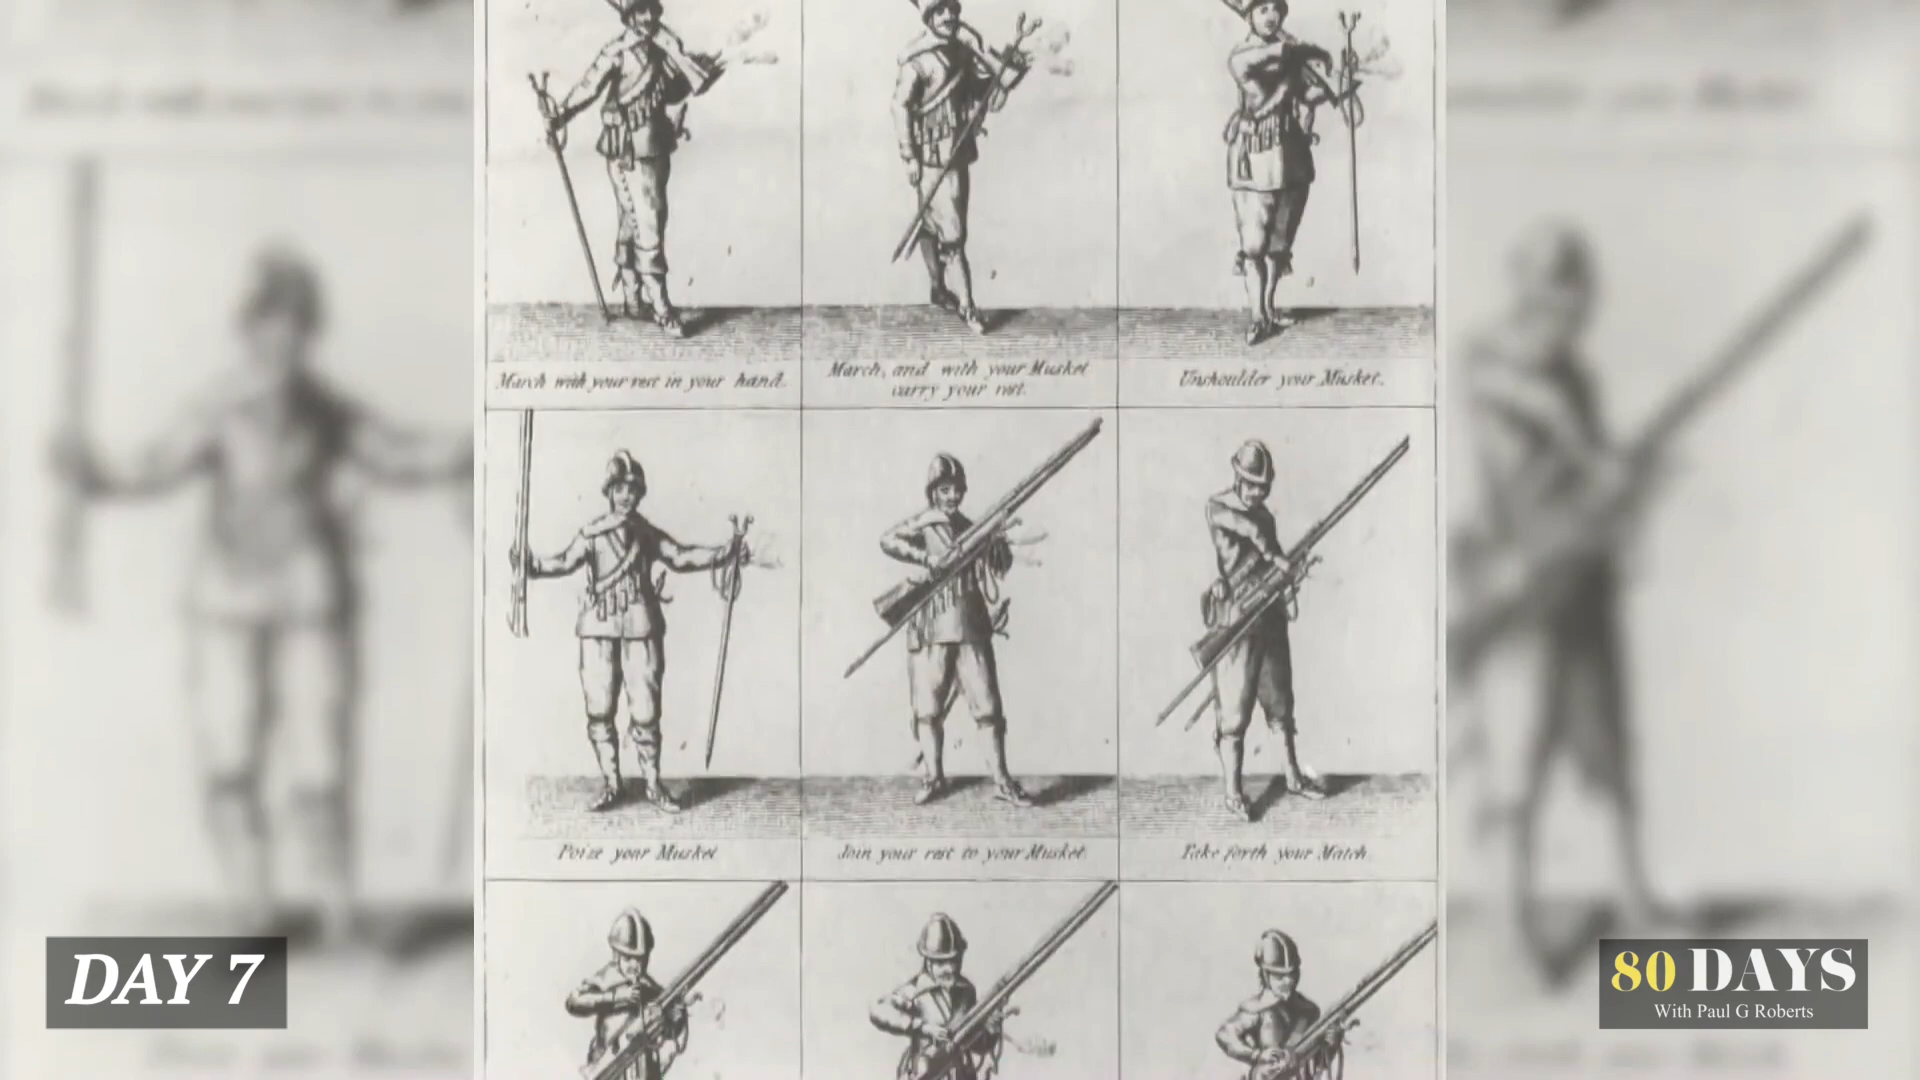 March with your rest in your hand.
March, and with your Musket
carry your rest.
Unshoulder your Musket.
Poize your Musket
Join your rest to your Musket.
Take forth your Match.
DAY 7
80 DAYS
With Paul G Roberts